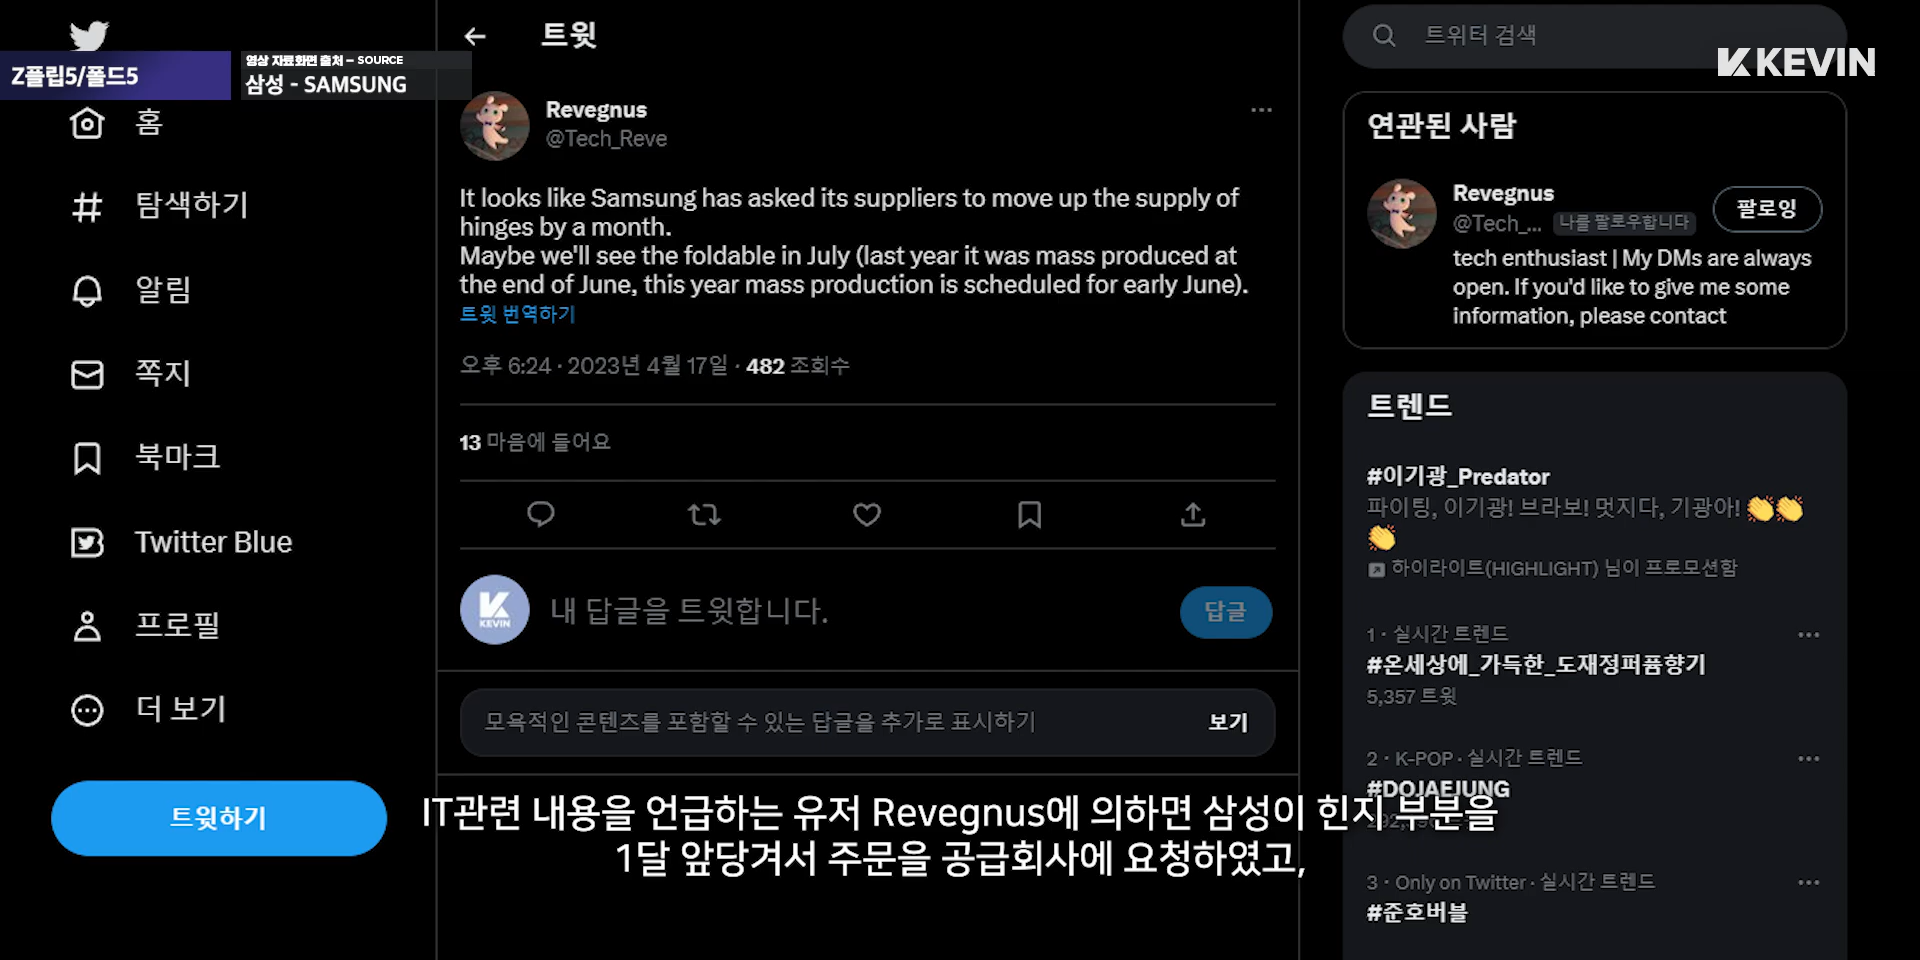 Z플립5/폴드5
영상 자료화면 출처 – SOURCE
삼성 - SAMSUNG
홈
탐색하기
알림
쪽지
북마크
Twitter Blue
프로필
더 보기
트윗하기
트윗
Revegnus
@Tech_Reve
It looks like Samsung has asked its suppliers to move up the supply of
hinges by a month.
Maybe we'll see the foldable in July (last year it was mass produced at
the end of June, this year mass production is scheduled for early June).
트윗 번역하기
오후 6:24 · 2023년 4월 17일 · 482 조회수
13 마음에 들어요
KEVIN
내 답글을 트윗합니다.
답글
모욕적인 콘텐츠를 포함할 수 있는 답글을 추가로 표시하기
보기
트위터 검색
KEVIN
연관된 사람
Revegnus
팔로잉
@Tech_... 나를 팔로우합니다
tech enthusiast | My DMs are always
open. If you'd like to give me some
information, please contact
트렌드
#이기광_Predator
파이팅, 이기광! 브라보! 멋지다, 기광아! 👏👏
👏
하이라이트(HIGHLIGHT) 님이 프로모션함
1 · 실시간 트렌드
#온세상에_가득한_도재정퍼퓸향기
5,357 트윗
2 · K-POP · 실시간 트렌드
#DOJAEJUNG
3 · Only on Twitter · 실시간 트렌드
#준호버블
IT관련 내용을 언급하는 유저 Revegnus에 의하면 삼성이 힌지 부분을
1달 앞당겨서 주문을 공급회사에 요청하였고,